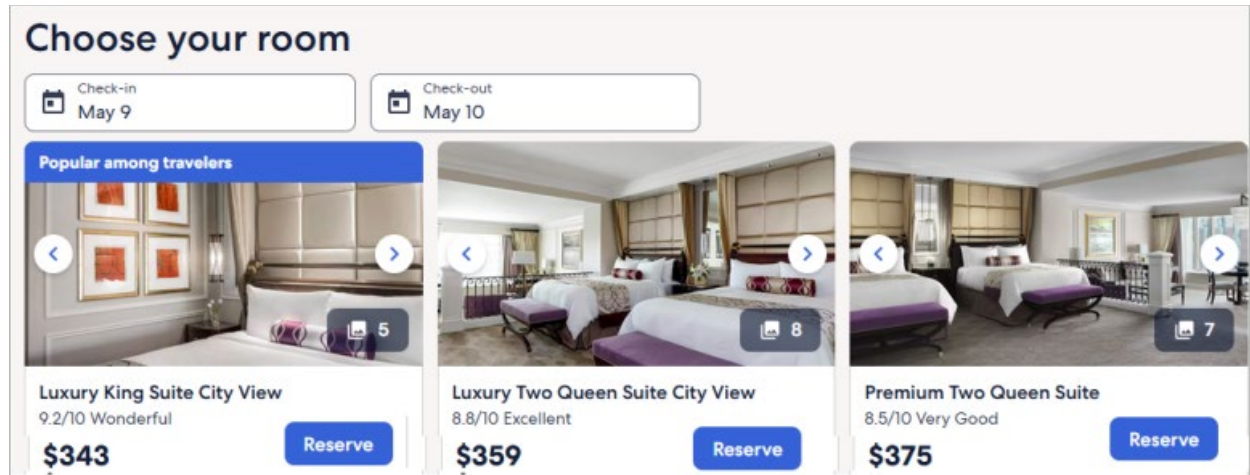 Choose your room
Check-in
May 9
Check-out
May 10
Popular among travelers
5
Luxury King Suite City View
9.2/10 Wonderful
$343
Reserve
8
Luxury Two Queen Suite City View
8.8/10 Excellent
$359
Reserve
7
Premium Two Queen Suite
8.5/10 Very Good
$375
Reserve